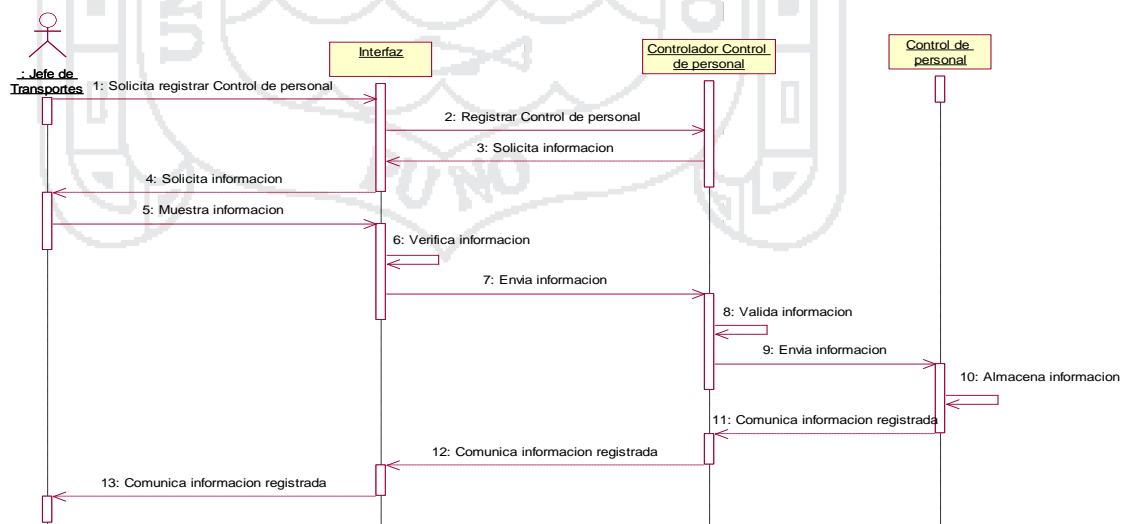 : Jefe de
Transportes
Interfaz
Controlador Control
de personal
Control de
personal
1: Solicita registrar Control de personal
2: Registrar Control de personal
3: Solicita informacion
4: Solicita informacion
5: Muestra informacion
6: Verifica informacion
7: Envia informacion
8: Valida informacion
9: Envia informacion
10: Almacena informacion
11: Comunica informacion registrada
12: Comunica informacion registrada
13: Comunica informacion registrada
PUNO